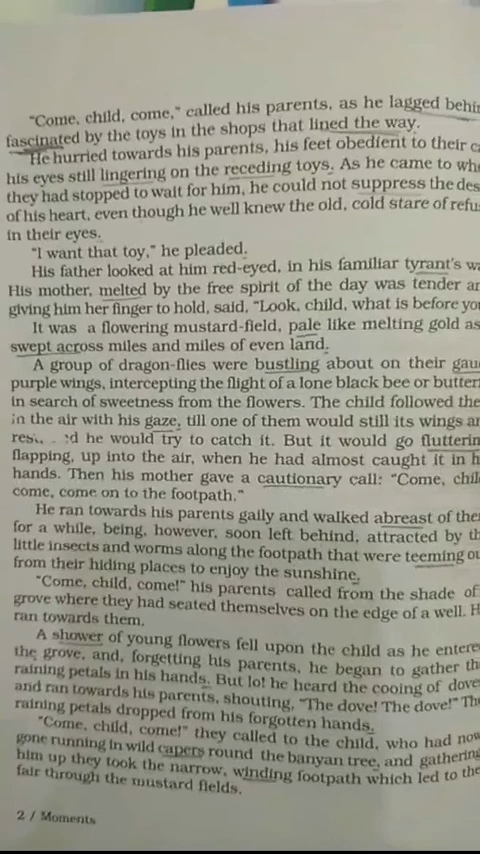 "Come, child, come," called his parents, as he lagged behin
fascinated by the toys in the shops that lined the way.
He hurried towards his parents, his feet obedient to their c
his eyes still lingering on the receding toys. As he came to whe
they had stopped to wait for him, he could not suppress the des
of his heart, even though he well knew the old, cold stare of refus
in their eyes.
"I want that toy," he pleaded.
His father looked at him red-eyed, in his familiar tyrant's wa
His mother, melted by the free spirit of the day was tender an
giving him her finger to hold, said, "Look, child, what is before you
It was a flowering mustard-field, pale like melting gold as
swept across miles and miles of even land.
A group of dragon-flies were bustling about on their gau
purple wings, intercepting the flight of a lone black bee or butterf
in search of sweetness from the flowers. The child followed the
in the air with his gaze, till one of them would still its wings an
he would try to catch it. But it would go flutterin
flapping, up into the air, when he had almost caught it in h
hands. Then his mother gave a cautionary call: "Come, chil
come, come on to the footpath."
He ran towards his parents gaily and walked abreast of the
for a while, being, however, soon left behind, attracted by th
little insects and worms along the footpath that were teeming ou
from their hiding places to enjoy the sunshine.
"Come, child, come!" his parents called from the shade of
grove where they had seated themselves on the edge of a well. H
ran towards them.
A shower of young flowers fell upon the child as he entere
the grove, and, forgetting his parents, he began to gather th
raining petals in his hands. But lo! he heard the cooing of dove
and ran towards his parents, shouting, "The dove! The dove!" The
raining petals dropped from his forgotten hands.
"Come, child, come!" they called to the child, who had now
gone running in wild capers round the banyan tree, and gathering
him up they took the narrow, winding footpath which led to the
fair through the mustard fields.
2 / Moments